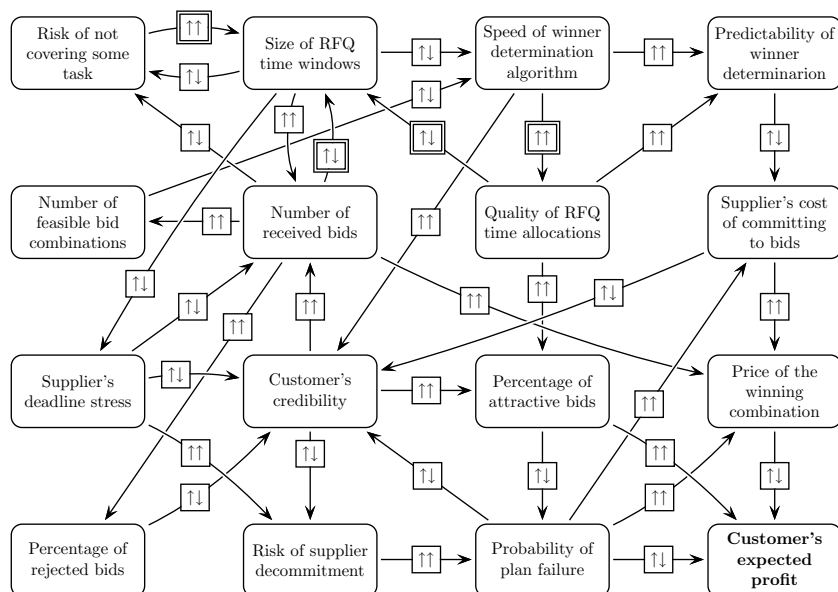 Risk of not
covering some
task
↑↑
↑↓
Size of RFQ
time windows
↑↓
Speed of winner
determination
algorithm
↑↑
Predictability of
winner
determinarion
↑↓
↑↑
↑↓
↑↓
↑↓
↑↑
↑↑
↑↓
Number of
feasible bid
combinations
↑↑
Number of
received bids
↑↑
Quality of RFQ
time allocations
Supplier's cost
of committing
to bids
↑↓
↑↓
↑↑
↑↑
↑↑
↑↑
↑↓
↑↑
Supplier's
deadline stress
↑↓
Customer's
credibility
↑↑
Percentage of
attractive bids
↑↑
Price of the
winning
combination
↑↑
↑↓
↑↓
↑↓
↑↓
↑↑
↑↑
↑↓
Percentage of
rejected bids
Risk of supplier
decommitment
↑↑
Probability of
plan failure
↑↓
Customer's
expected
profit